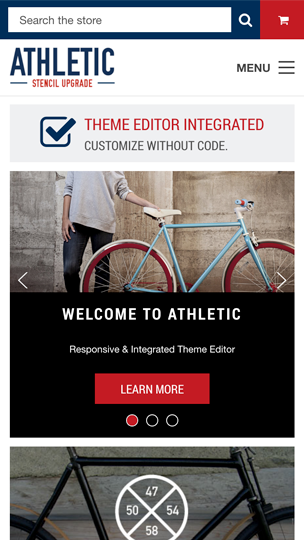 Search the store
ATHLETIC
STENCIL UPGRADE
MENU
THEME EDITOR INTEGRATED
CUSTOMIZE WITHOUT CODE.
WELCOME TO ATHLETIC
Responsive & Integrated Theme Editor
LEARN MORE
47
50 54
58